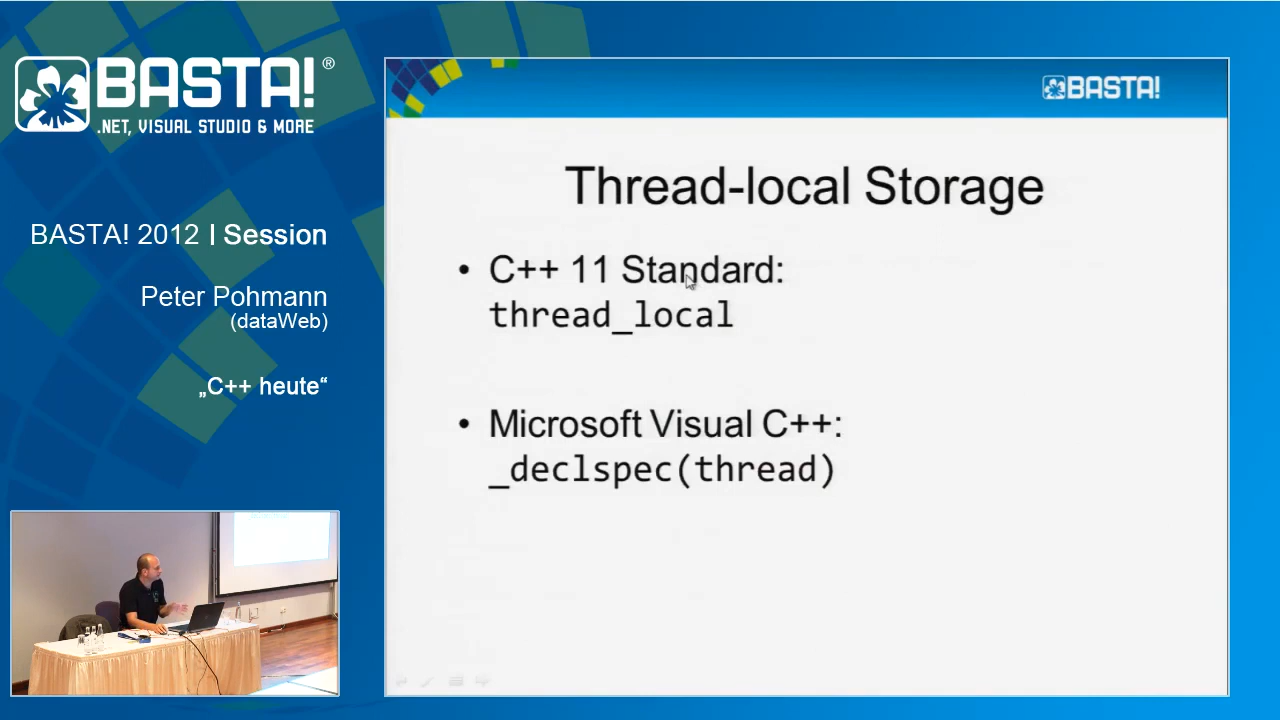 BASTA!®
.NET, VISUAL STUDIO & MORE
BASTA! 2012 | Session
Peter Pohmann
(dataWeb)
„C++ heute“
BASTA!
Thread-local Storage
• C++ 11 Standard:
thread_local
• Microsoft Visual C++:
_declspec(thread)